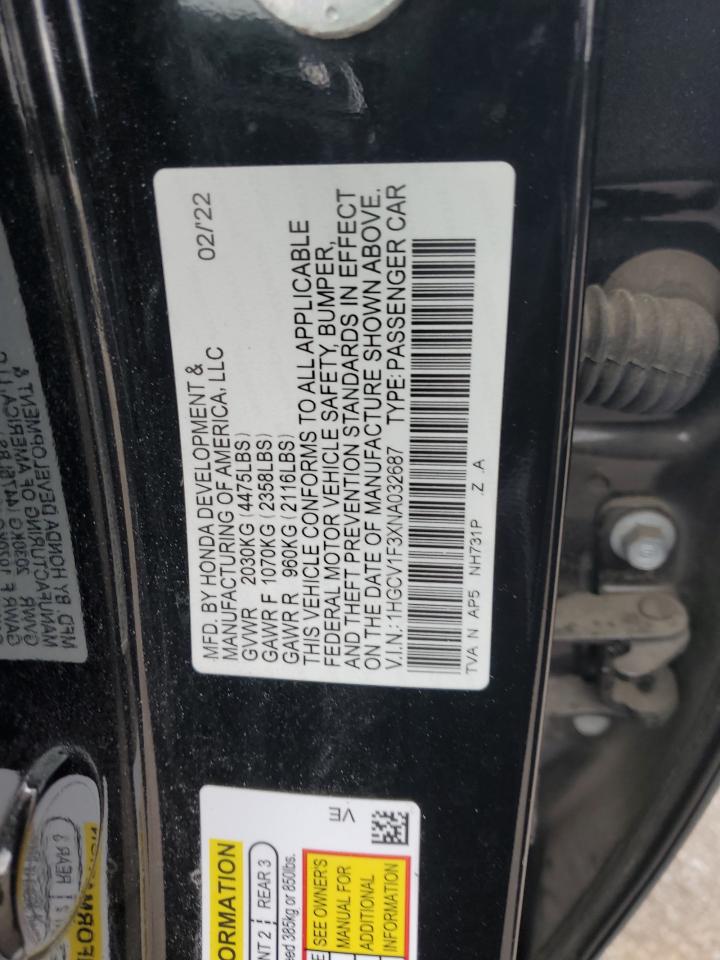 MFD. BY HONDA DEVELOPMENT & 02/'22
MANUFACTURING OF AMERICA, LLC
GVWR 2030KG (4475LBS)
GAWR F 1070KG (2358LBS)
GAWR R 960KG (2116LBS)
THIS VEHICLE CONFORMS TO ALL APPLICABLE
FEDERAL MOTOR VEHICLE SAFETY, BUMPER,
AND THEFT PREVENTION STANDARDS IN EFFECT
ON THE DATE OF MANUFACTURE SHOWN ABOVE.
V.I.N.: 1HGCV1F3XNA032687 TYPE: PASSENGER CAR
TVA N AP5 NH731P .Z .A
REAR 3
385kg or 850lbs.
SEE OWNER'S
MANUAL FOR
ADDITIONAL
INFORMATION